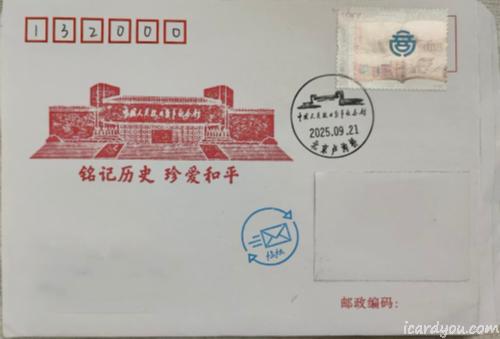 132000
中国人民抗日战争纪念馆
铭记历史 珍爱和平
中国人民抗日战争纪念馆
2025.09.21
北京卢沟桥
邮政编码:
icardyou.com